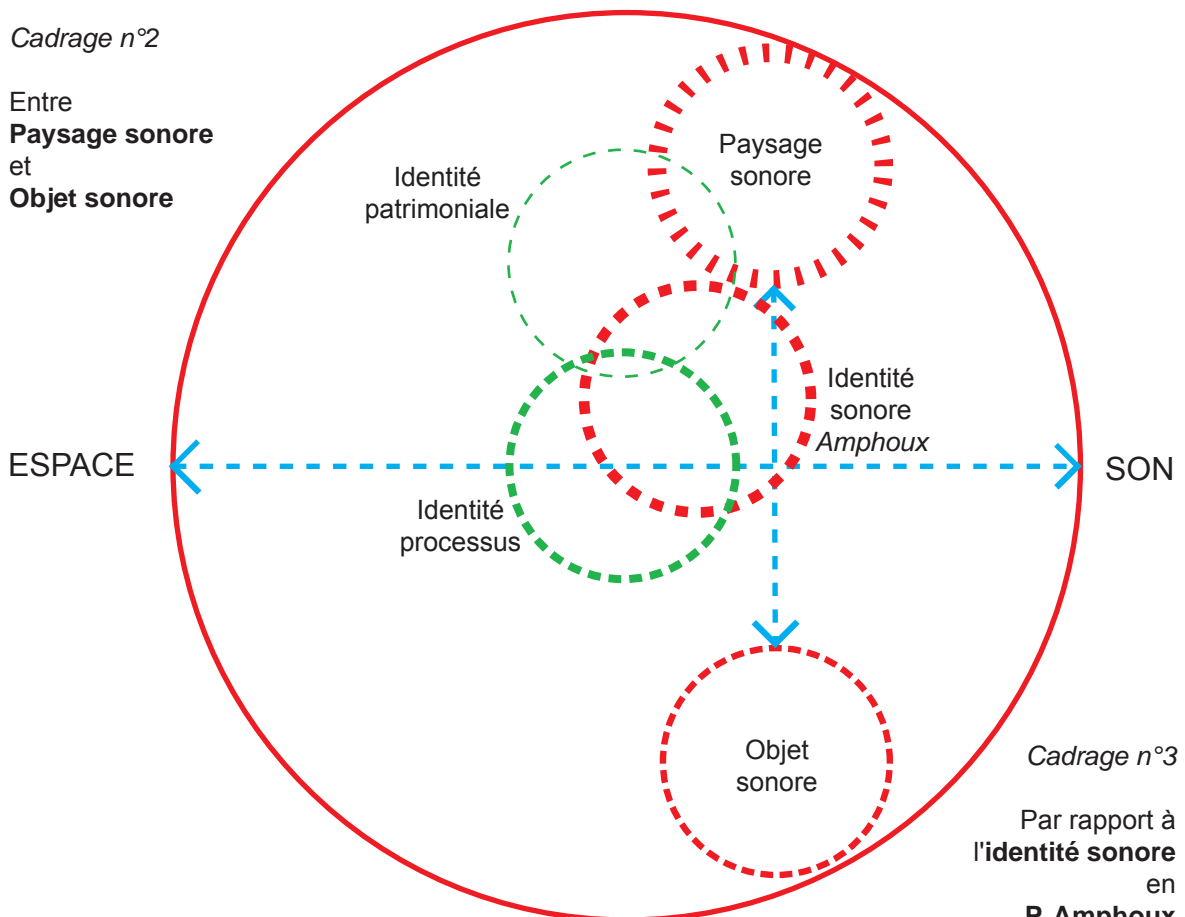 Cadrage n°2
Entre
Paysage sonore
et
Objet sonore
Paysage
sonore
Identité
patrimoniale
Identité
sonore
Amphoux
ESPACE
SON
Identité
processus
Objet
sonore
Cadrage n°3
Par rapport à
l'identité sonore
en
P. Amphoux